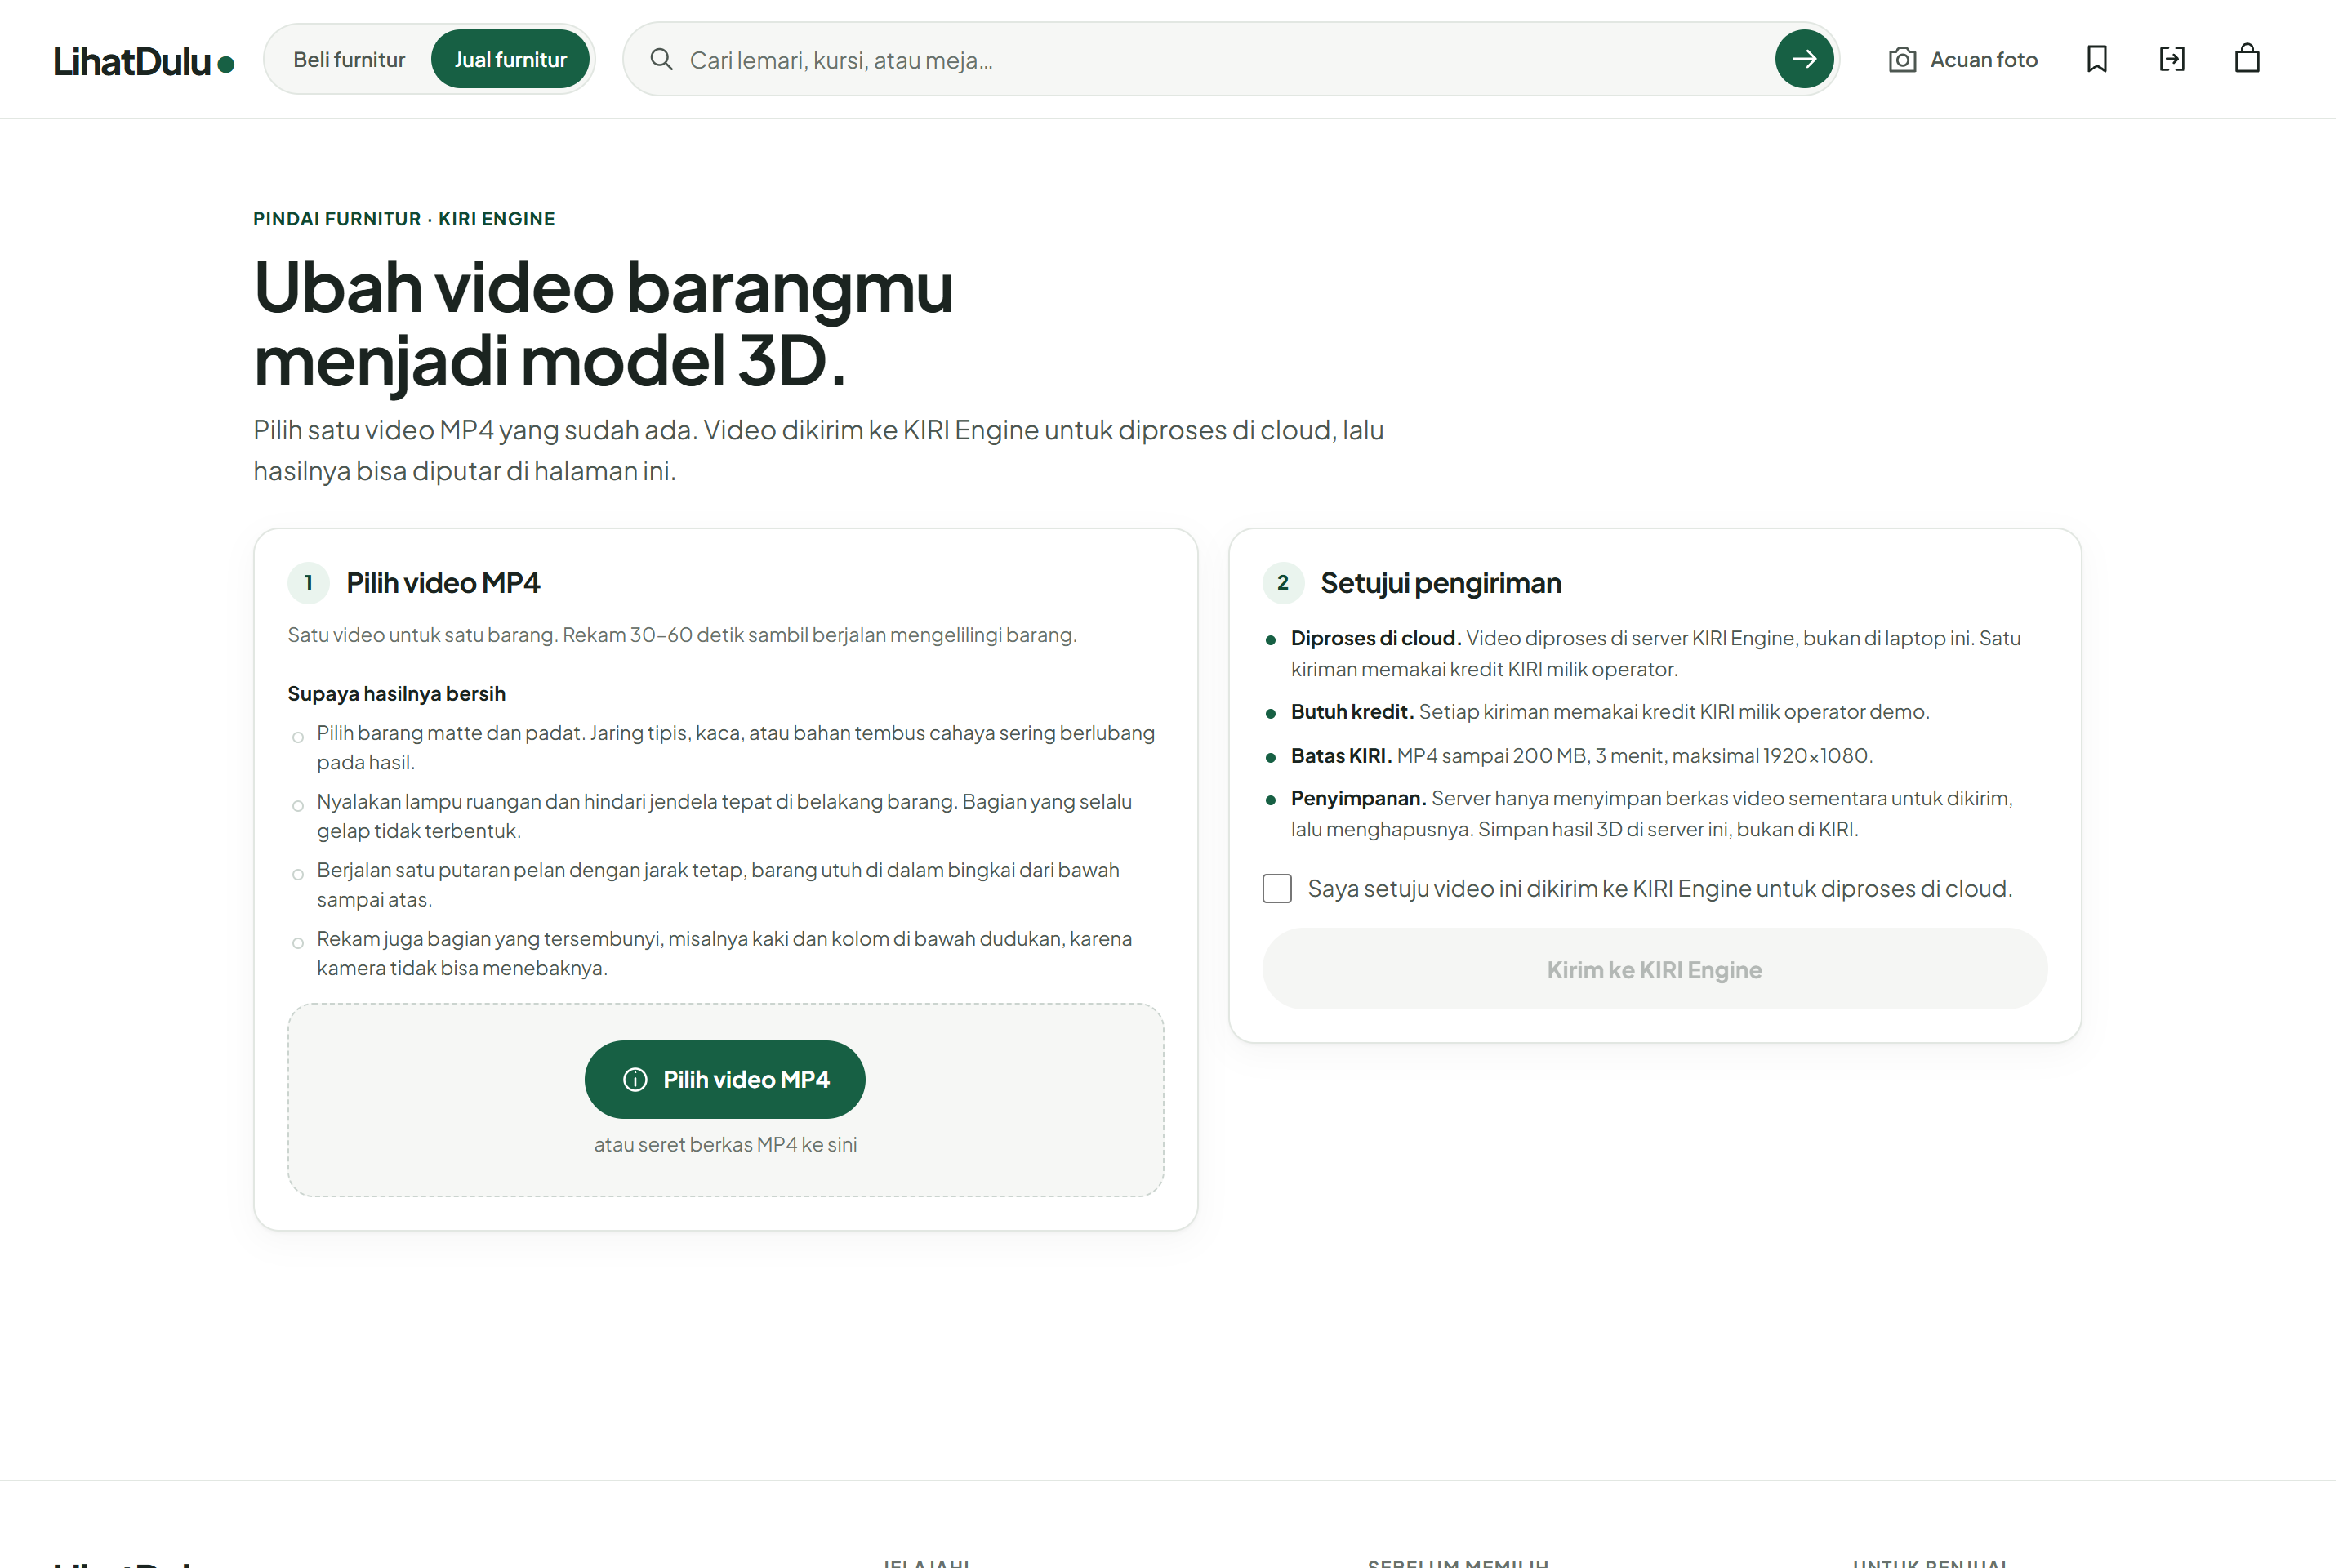 LihatDulu
Beli furnitur
Jual furnitur
Cari lemari, kursi, atau meja...
Acuan foto
PINDAI FURNITUR · KIRI ENGINE
Ubah video barangmu
menjadi model 3D.
Pilih satu video MP4 yang sudah ada. Video dikirim ke KIRI Engine untuk diproses di cloud, lalu
hasilnya bisa diputar di halaman ini.
1 Pilih video MP4
Satu video untuk satu barang. Rekam 30–60 detik sambil berjalan mengelilingi barang.
Supaya hasilnya bersih
Pilih barang matte dan padat. Jaring tipis, kaca, atau bahan tembus cahaya sering berlubang
pada hasil.
Nyalakan lampu ruangan dan hindari jendela tepat di belakang barang. Bagian yang selalu
gelap tidak terbentuk.
Berjalan satu putaran pelan dengan jarak tetap, barang utuh di dalam bingkai dari bawah
sampai atas.
Rekam juga bagian yang tersembunyi, misalnya kaki dan kolom di bawah dudukan, karena
kamera tidak bisa menebaknya.
Pilih video MP4
atau seret berkas MP4 ke sini
2 Setujui pengiriman
Diproses di cloud. Video diproses di server KIRI Engine, bukan di laptop ini. Satu
kiriman memakai kredit KIRI milik operator.
Butuh kredit. Setiap kiriman memakai kredit KIRI milik operator demo.
Batas KIRI. MP4 sampai 200 MB, 3 menit, maksimal 1920×1080.
Penyimpanan. Server hanya menyimpan berkas video sementara untuk dikirim,
lalu menghapusnya. Simpan hasil 3D di server ini, bukan di KIRI.
Saya setuju video ini dikirim ke KIRI Engine untuk diproses di cloud.
Kirim ke KIRI Engine
LihatDulu
JELAJAHI
SEBELUM MEMILIH
UNTUK PENJUAL